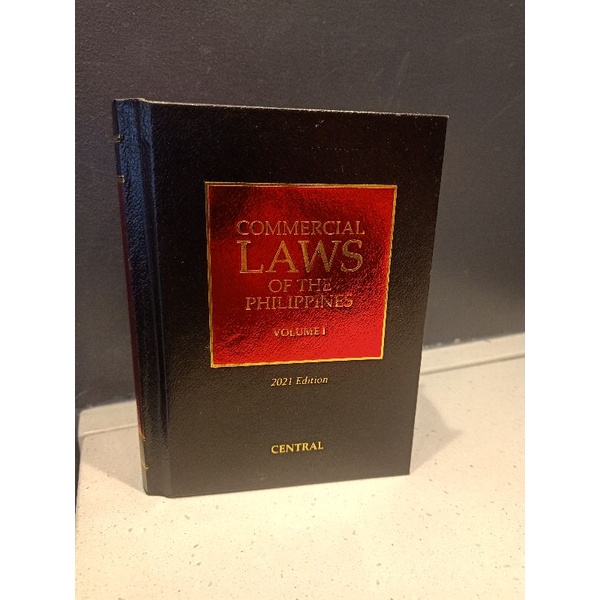 COMMERCIAL
LAWS
OF THE
PHILIPPINES
VOLUME I
2021 Edition
CENTRAL